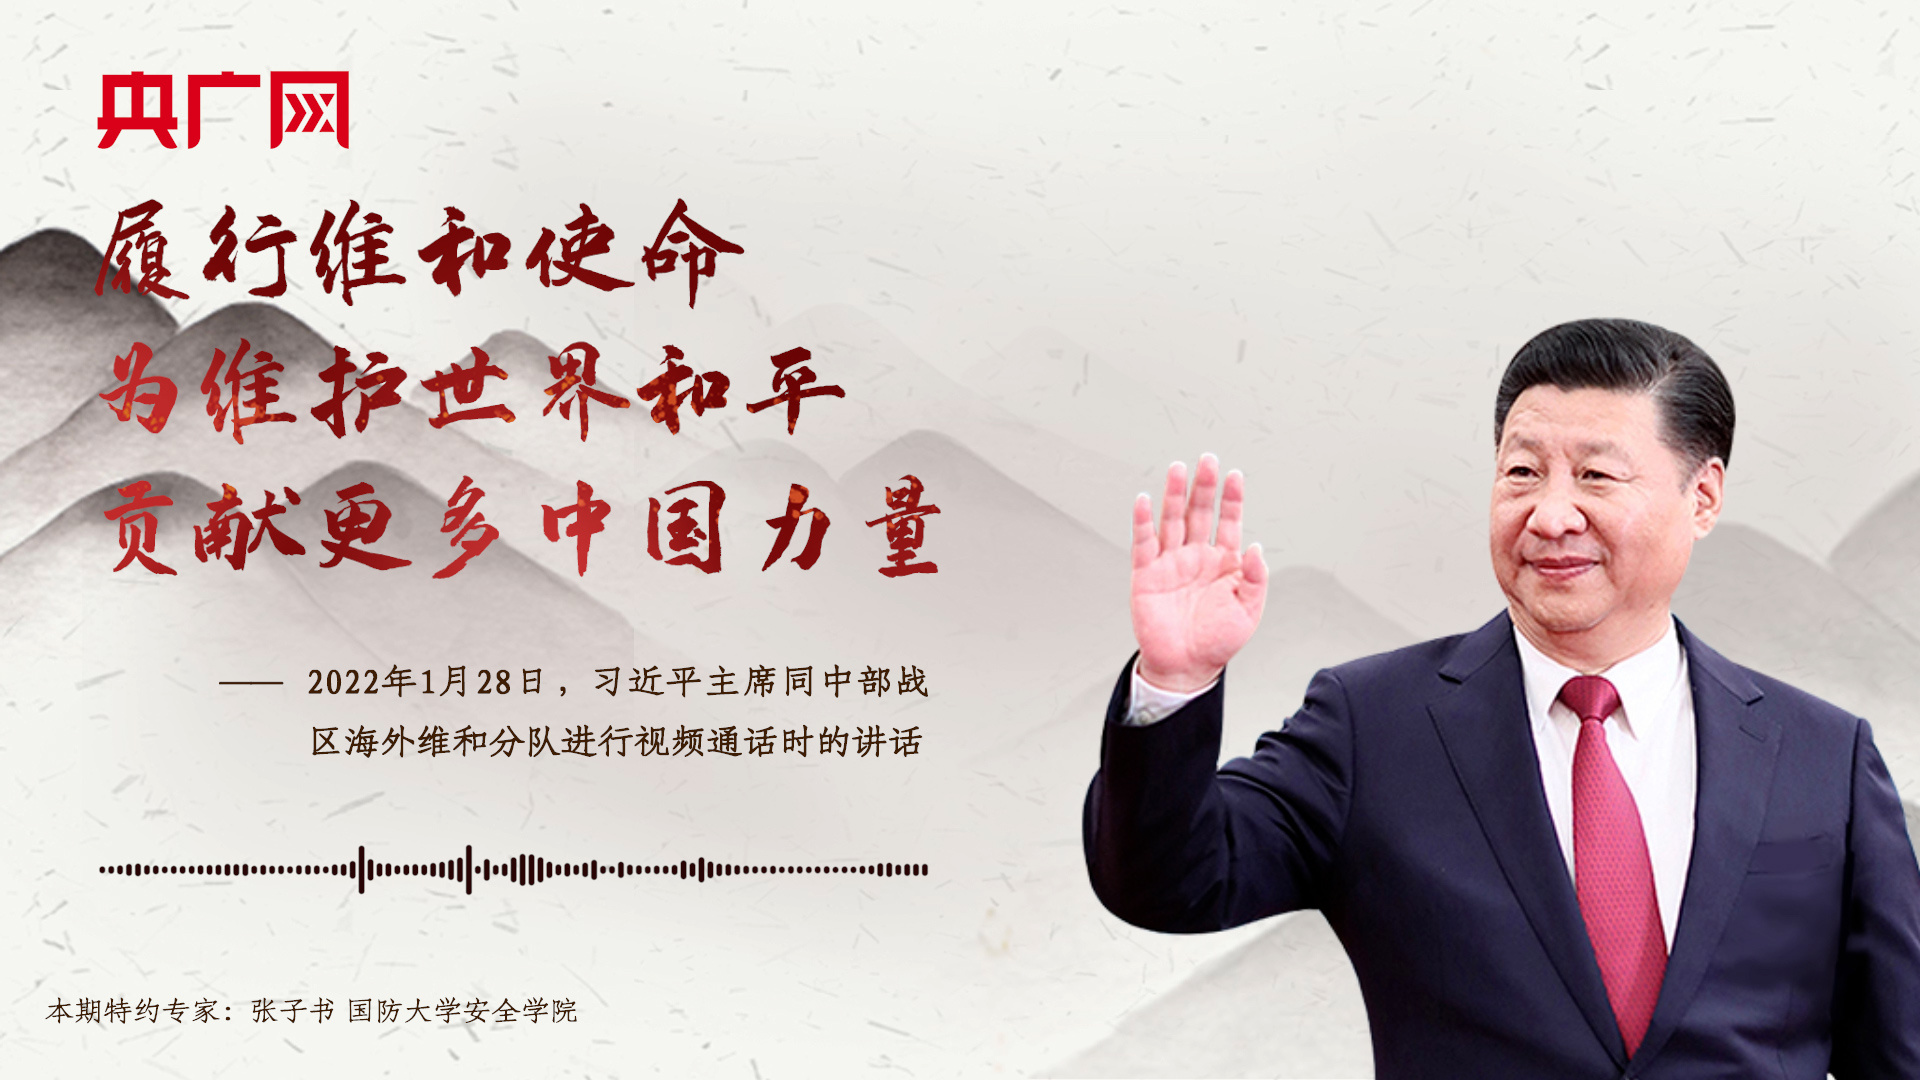 央广网
履行维和使命
为维护世界和平
贡献更多中国力量
—— 2022年1月28日，习近平主席同中部战
区海外维和分队进行视频通话时的讲话
本期特约专家：张子书 国防大学安全学院